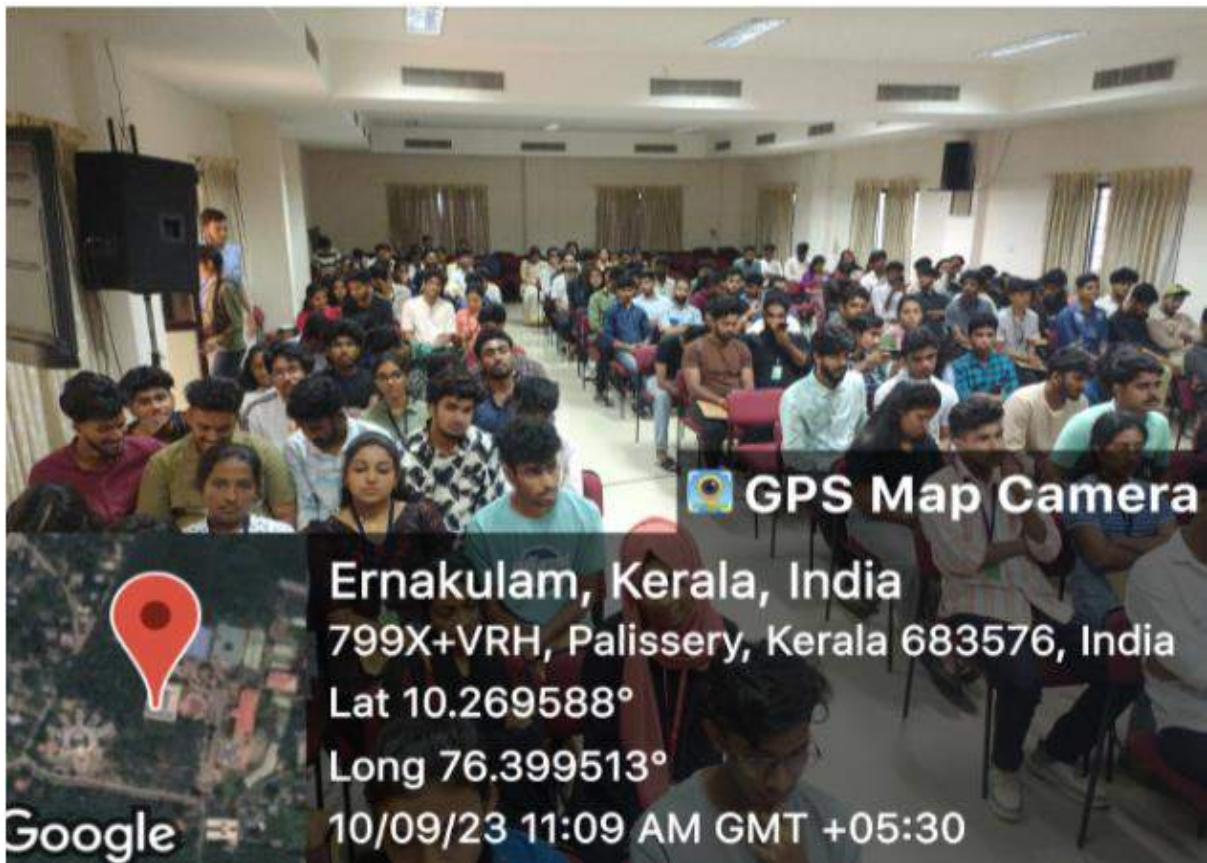 GPS Map Camera
Ernakulam, Kerala, India
799X+VRH, Palissery, Kerala 683576, India
Lat 10.269588°
Long 76.399513°
10/09/23 11:09 AM GMT +05:30
Google